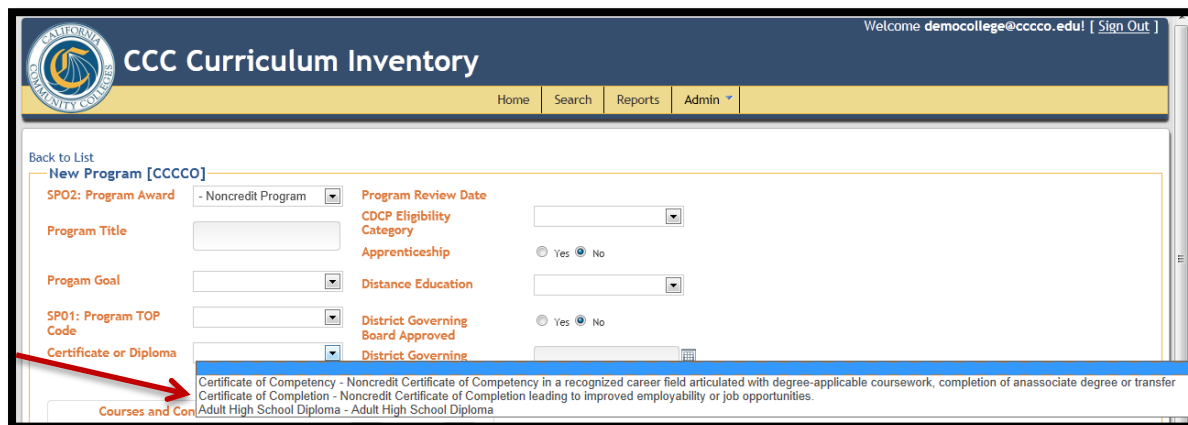 Welcome democollege@cccco.edu! [ Sign Out ]
CALIFORNIA
COMMUNITY COLLEGES
CCC Curriculum Inventory
Home Search Reports Admin
Back to List
New Program [CCCCO]
SPO2: Program Award - Noncredit Program Program Review Date
CDCP Eligibility
Category
Program Title
Apprenticeship Yes No
Progam Goal Distance Education
SP01: Program TOP
Code
District Governing Yes No
Board Approved
Certificate or Diploma District Governing
Certificate of Competency - Noncredit Certificate of Competency in a recognized career field articulated with degree-applicable coursework, completion of anassociate degree or transfer
Certificate of Completion - Noncredit Certificate of Completion leading to improved employability or job opportunities.
Adult High School Diploma - Adult High School Diploma
Courses and Con